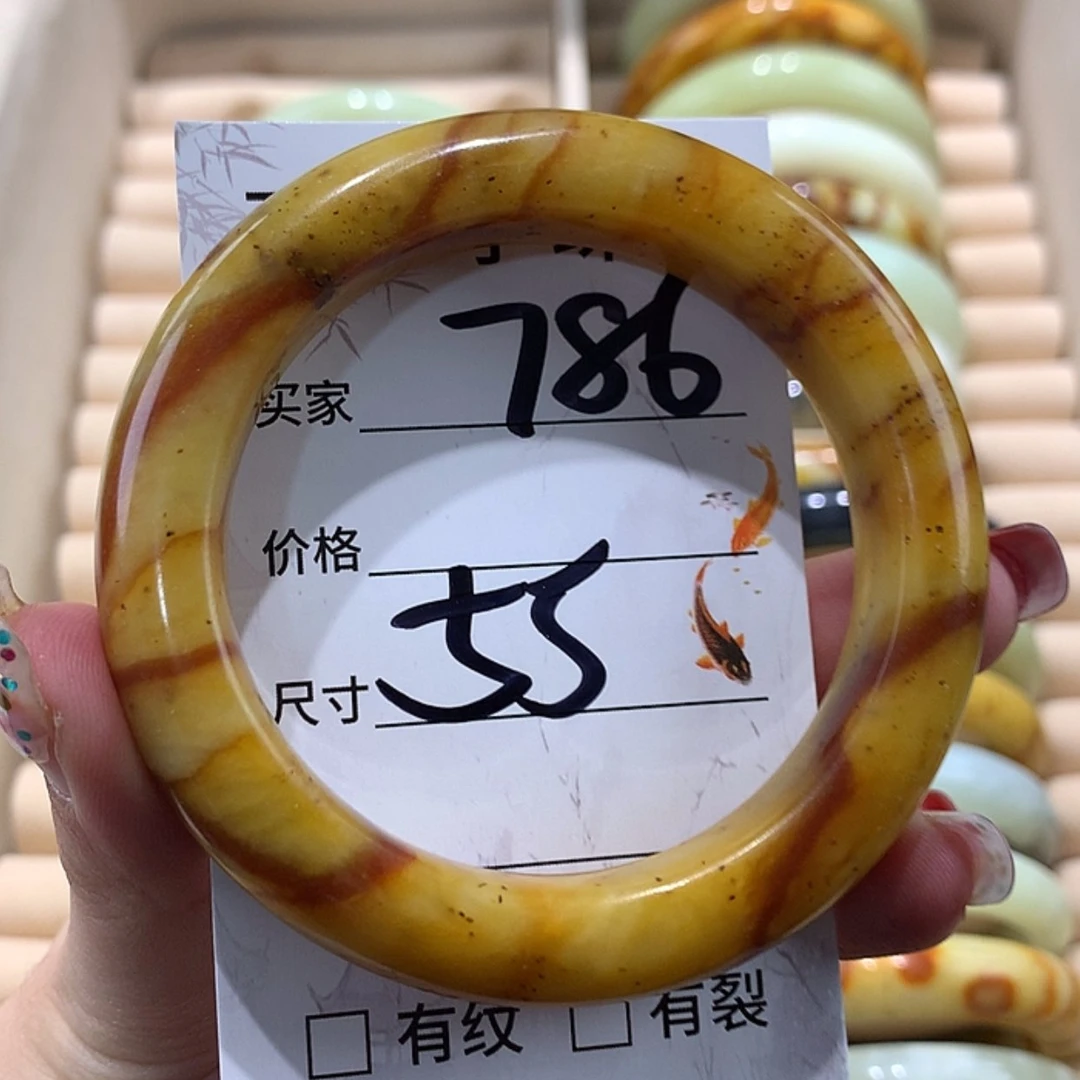 买家 786
价格
尺寸 55
□ 有纹 □ 有裂